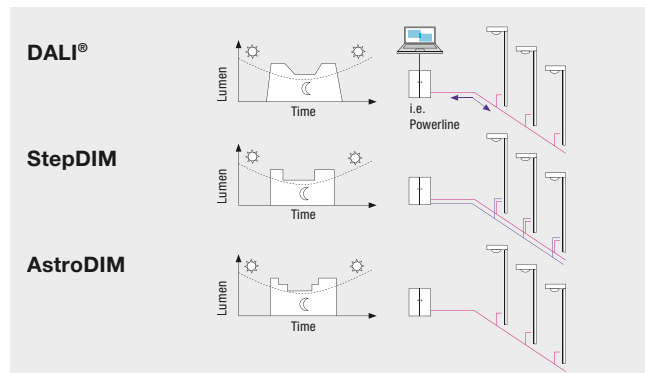 DALI®
Lumen
Time
i.e.
Powerline
StepDIM
Lumen
Time
AstroDIM
Lumen
Time